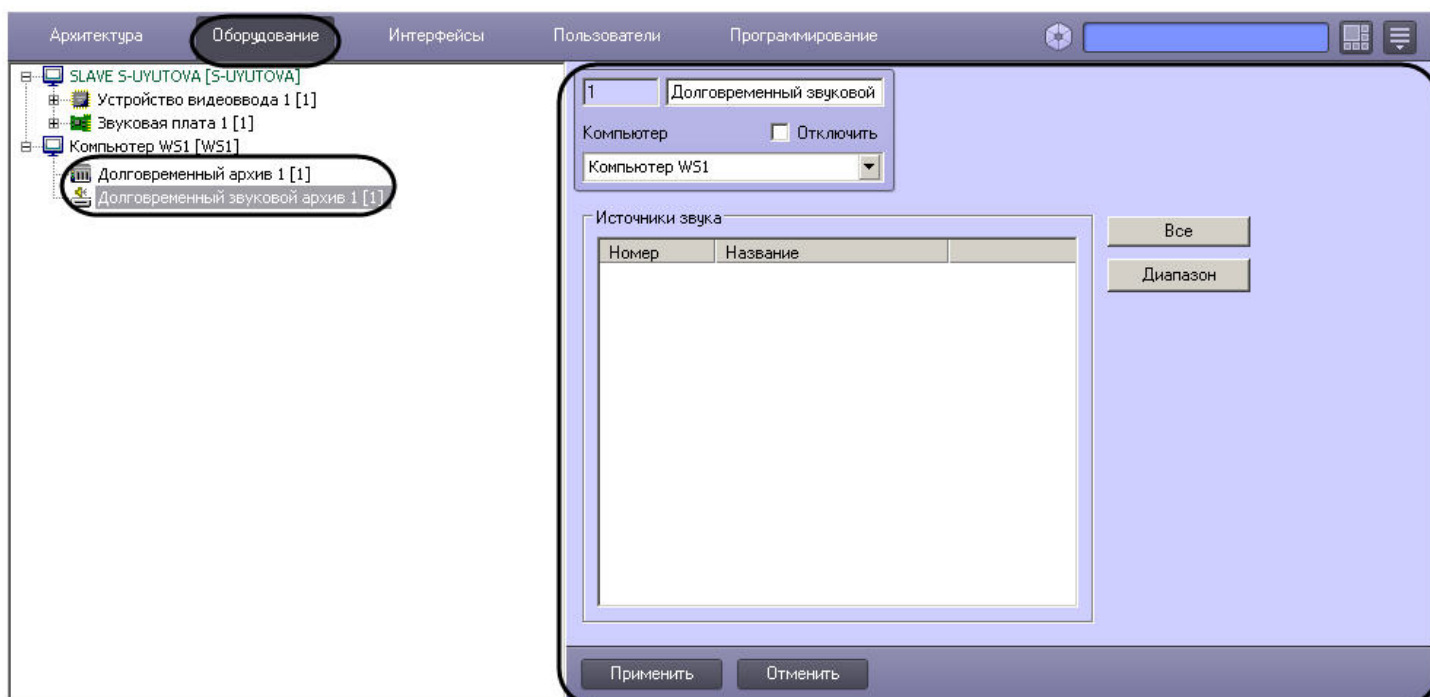 Архитектура Оборудование Интерфейсы Пользователи Программирование
SLAVE S-UYUTOVA [S-UYUTOVA]
Устройство видеоввода 1 [1]
Звуковая плата 1 [1]
Компьютер WS1 [WS1]
Долговременный архив 1 [1]
Долговременный звуковой архив 1 [1]
1 Долговременный звуковой
Компьютер Отключить
Компьютер WS1
Источники звука
Номер Название
Все
Диапазон
Применить Отменить